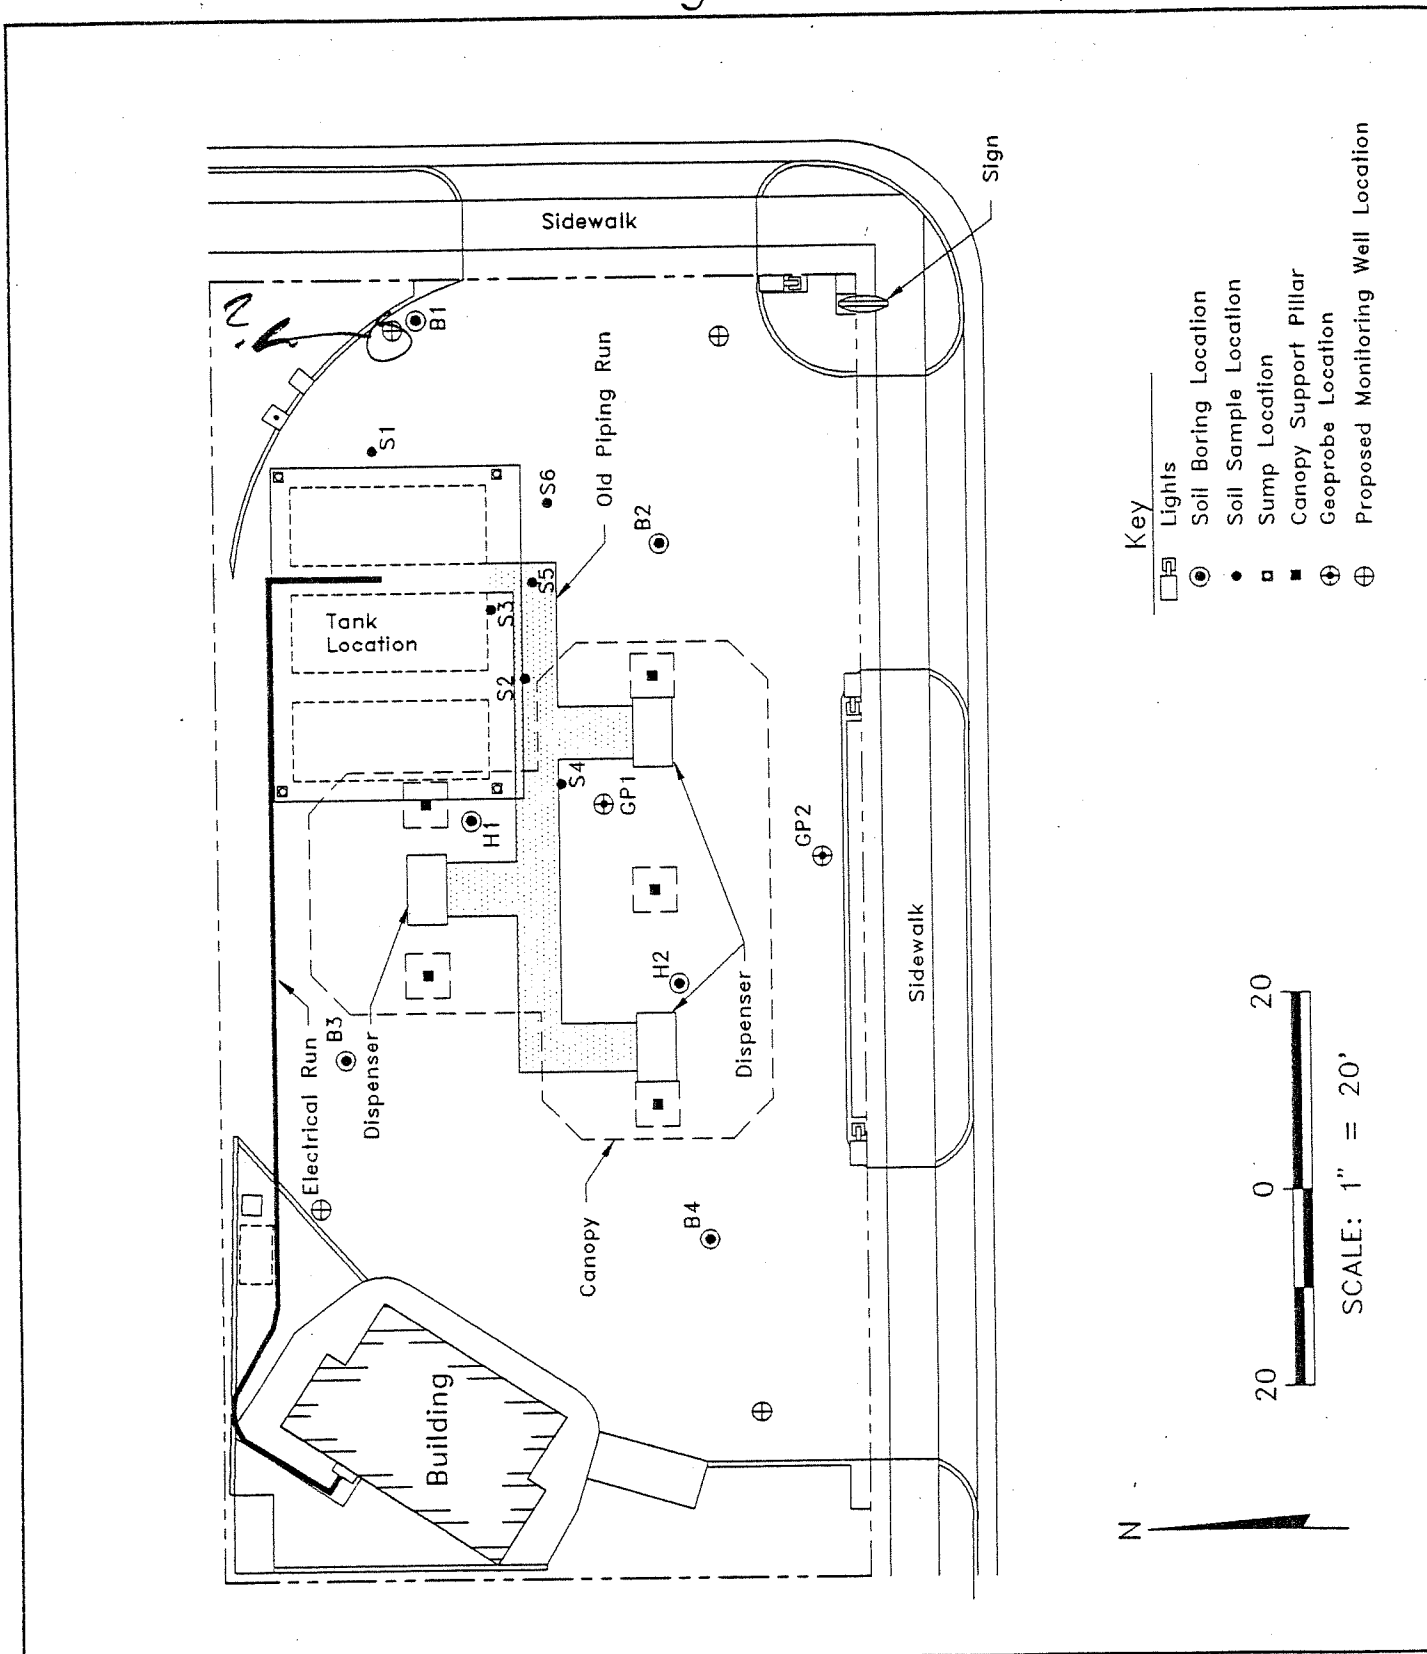 Sidewalk
Sign
?
B1
S1
S6
Old Piping Run
B2
S5
S3
Tank
Location
S2
S4
GP1
H1
GP2
H2
Dispenser
Sidewalk
B3
Dispenser
Electrical Run
Canopy
B4
Building
Key
Lights
Soil Boring Location
Soil Sample Location
Sump Location
Canopy Support Pillar
Geoprobe Location
Proposed Monitoring Well Location
20 0 20
SCALE: 1" = 20'
N